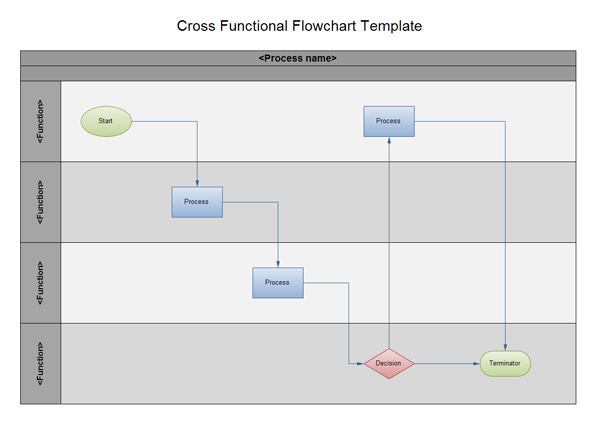 Cross Functional Flowchart Template
<Process name>
<Function>
Start
Process
<Function>
Process
<Function>
Process
<Function>
Decision
Terminator